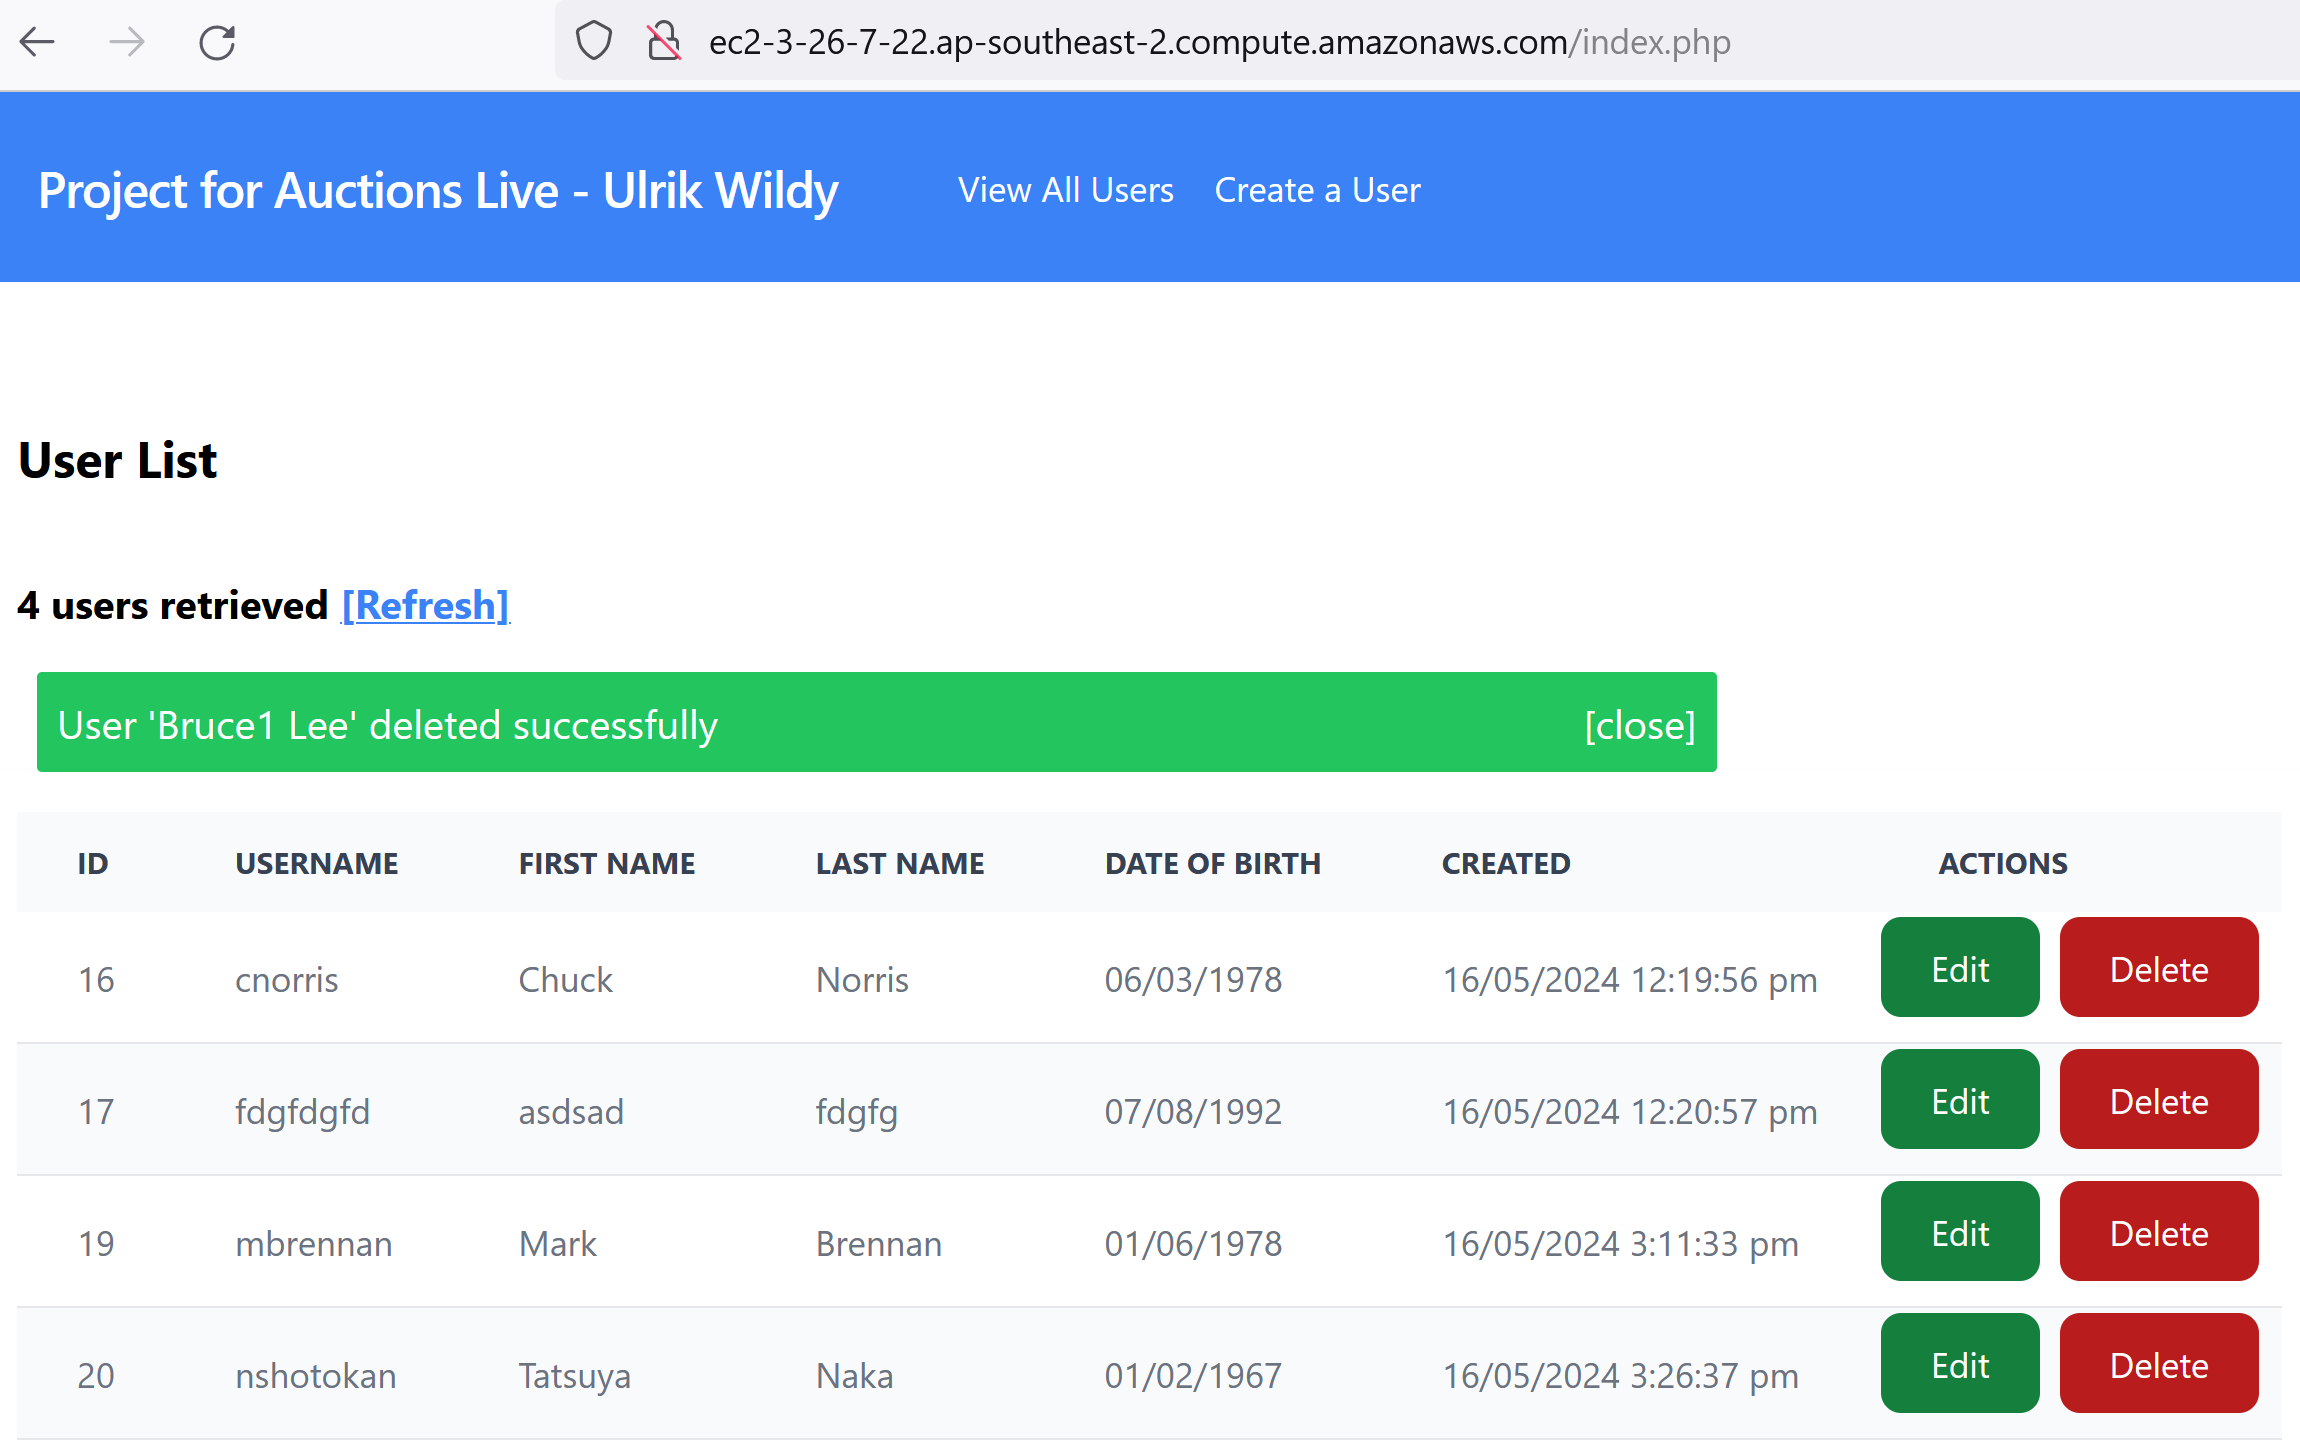 ec2-3-26-7-22.ap-southeast-2.compute.amazonaws.com/index.php
Project for Auctions Live - Ulrik Wildy View All Users Create a User
User List
4 users retrieved [Refresh]
User 'Bruce1 Lee' deleted successfully [close]
ID USERNAME FIRST NAME LAST NAME DATE OF BIRTH CREATED ACTIONS
16 cnorris Chuck Norris 06/03/1978 16/05/2024 12:19:56 pm Edit Delete
17 fdgfdgfd asdsad fdgfg 07/08/1992 16/05/2024 12:20:57 pm Edit Delete
19 mbrennan Mark Brennan 01/06/1978 16/05/2024 3:11:33 pm Edit Delete
20 nshotokan Tatsuya Naka 01/02/1967 16/05/2024 3:26:37 pm Edit Delete